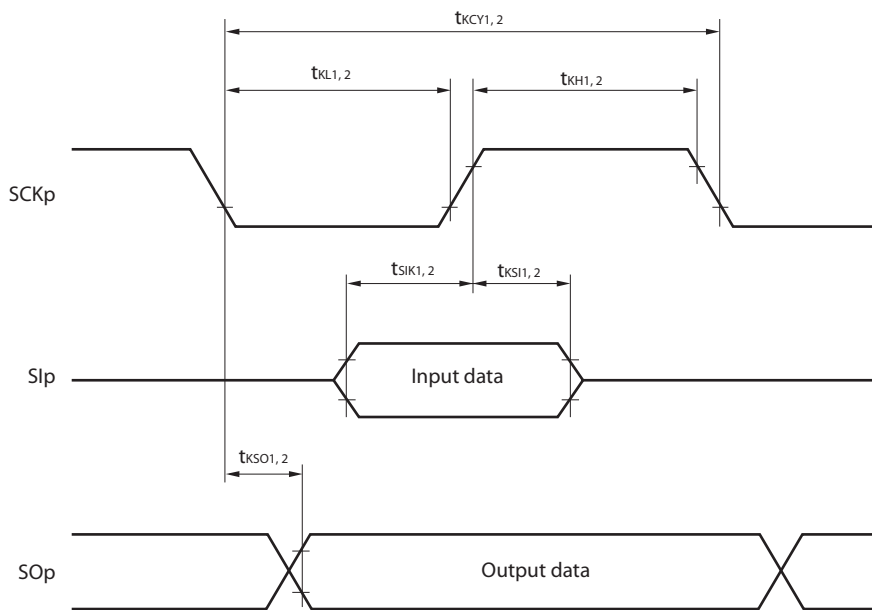 tKCY1, 2
tKL1, 2
tKH1, 2
SCKp
tSIK1, 2
tKSI1, 2
SIp
Input data
tKSO1, 2
SOp
Output data